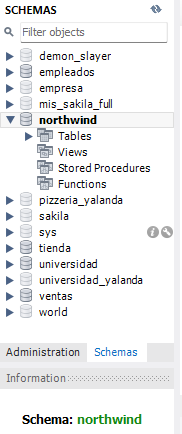 SCHEMAS
Filter objects
demon_slayer
empleados
empresa
mis_sakila_full
northwind
Tables
Views
Stored Procedures
Functions
pizzeria_yalanda
sakila
sys
tienda
universidad
universidad_yalanda
ventas
world
Administration Schemas
Information
Schema: northwind